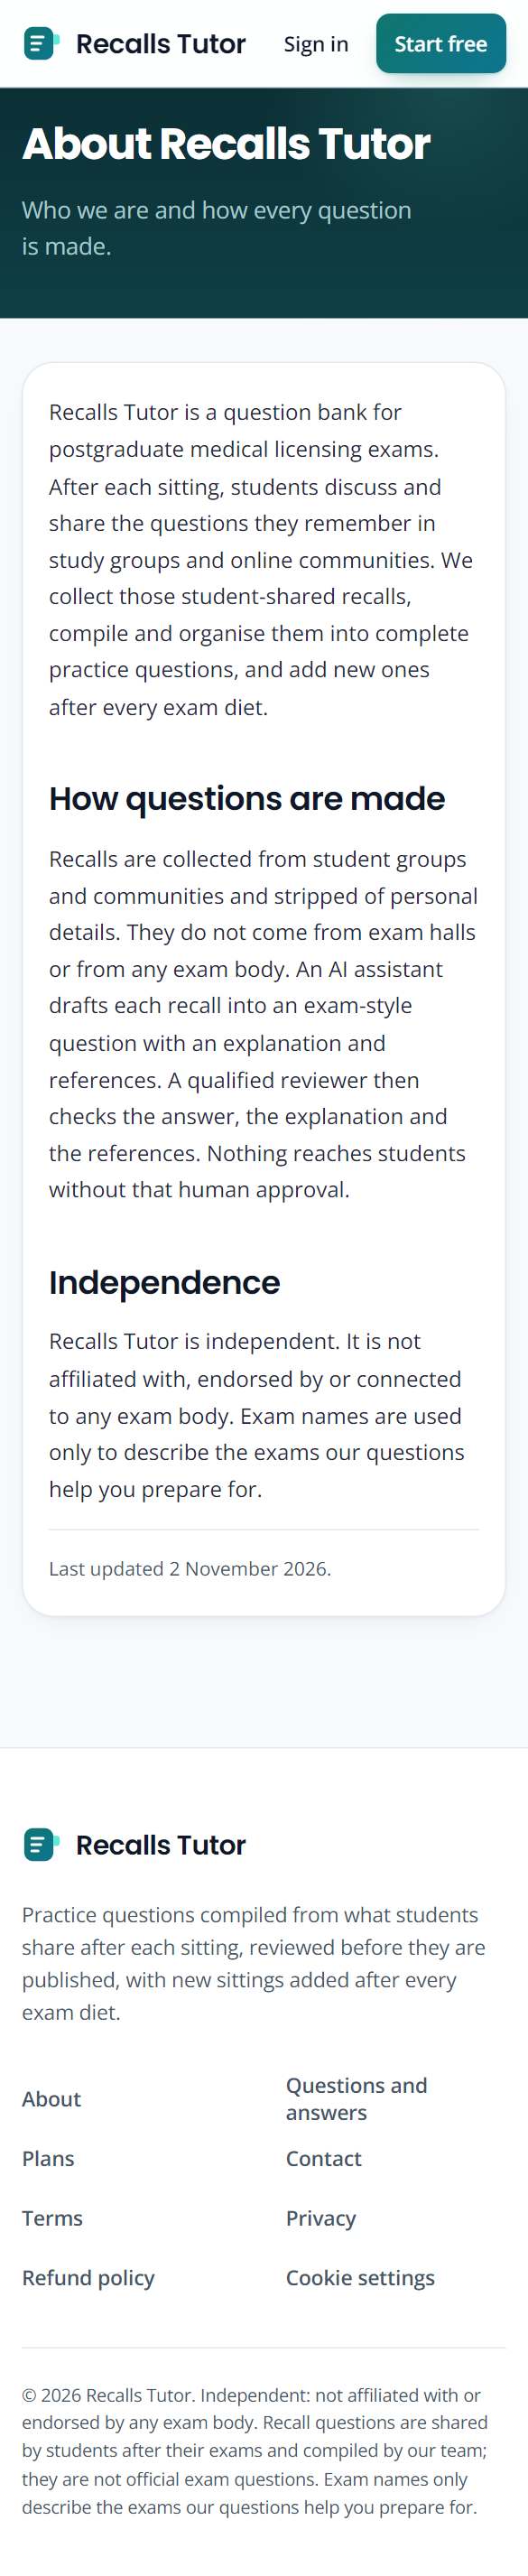 Recalls Tutor
Sign in
Start free
About Recalls Tutor
Who we are and how every question
is made.
Recalls Tutor is a question bank for
postgraduate medical licensing exams.
After each sitting, students discuss and
share the questions they remember in
study groups and online communities. We
collect those student-shared recalls,
compile and organise them into complete
practice questions, and add new ones
after every exam diet.
How questions are made
Recalls are collected from student groups
and communities and stripped of personal
details. They do not come from exam halls
or from any exam body. An AI assistant
drafts each recall into an exam-style
question with an explanation and
references. A qualified reviewer then
checks the answer, the explanation and
the references. Nothing reaches students
without that human approval.
Independence
Recalls Tutor is independent. It is not
affiliated with, endorsed by or connected
to any exam body. Exam names are used
only to describe the exams our questions
help you prepare for.
Last updated 2 November 2026.
Recalls Tutor
Practice questions compiled from what students
share after each sitting, reviewed before they are
published, with new sittings added after every
exam diet.
About
Questions and
answers
Plans
Contact
Terms
Privacy
Refund policy
Cookie settings
© 2026 Recalls Tutor. Independent: not affiliated with or
endorsed by any exam body. Recall questions are shared
by students after their exams and compiled by our team;
they are not official exam questions. Exam names only
describe the exams our questions help you prepare for.